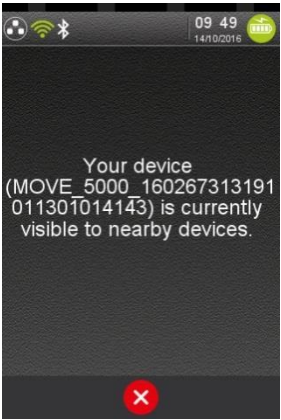 09 49
14/10/2016
Your device
(MOVE_5000_160267313191
011301014143) is currently
visible to nearby devices.